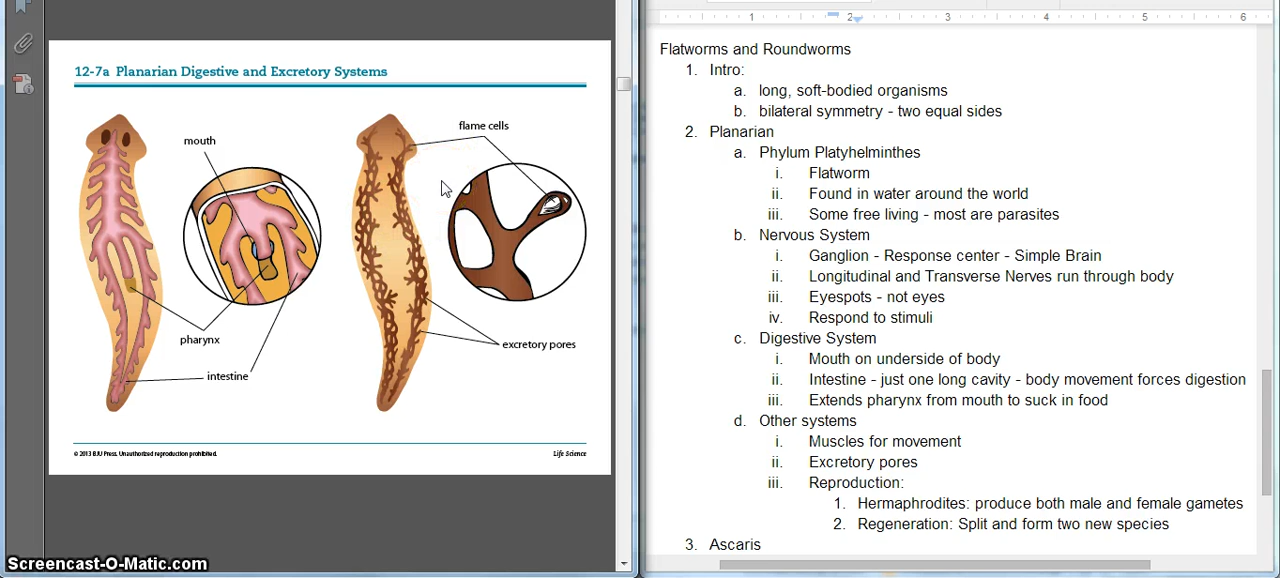 12-7a Planarian Digestive and Excretory Systems
mouth
flame cells
pharynx
intestine
excretory pores
© 2013 BJU Press. Unauthorized reproduction prohibited.
Life Science
Screencast-O-Matic.com
1 2 3 4 5 6
Flatworms and Roundworms
1. Intro:
a. long, soft-bodied organisms
b. bilateral symmetry - two equal sides
2. Planarian
a. Phylum Platyhelminthes
i. Flatworm
ii. Found in water around the world
iii. Some free living - most are parasites
b. Nervous System
i. Ganglion - Response center - Simple Brain
ii. Longitudinal and Transverse Nerves run through body
iii. Eyespots - not eyes
iv. Respond to stimuli
c. Digestive System
i. Mouth on underside of body
ii. Intestine - just one long cavity - body movement forces digestion
iii. Extends pharynx from mouth to suck in food
d. Other systems
i. Muscles for movement
ii. Excretory pores
iii. Reproduction:
1. Hermaphrodites: produce both male and female gametes
2. Regeneration: Split and form two new species
3. Ascaris